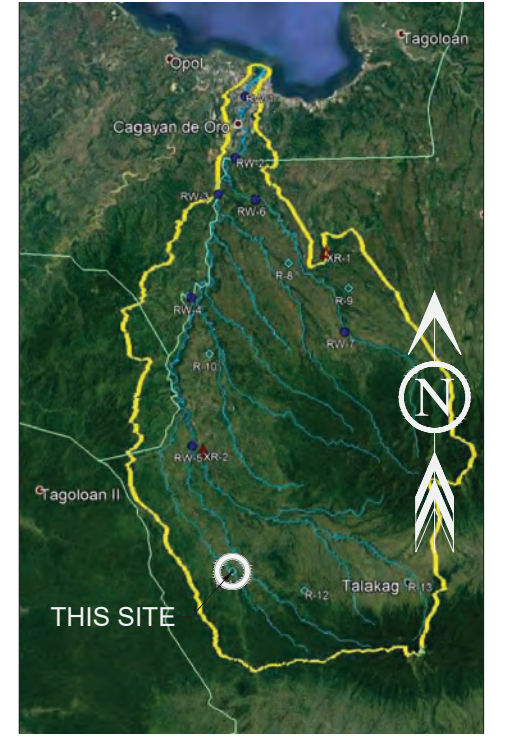 Tagoloan
Opol
RW-1
Cagayan de Oro
RW-2
RW-3
RW-6
XR-1
R-8
R-9
RW-4
RW-7
R-10
N
RW-5
XR-2
Tagoloan II
THIS SITE
R-12
Talakag
R-13